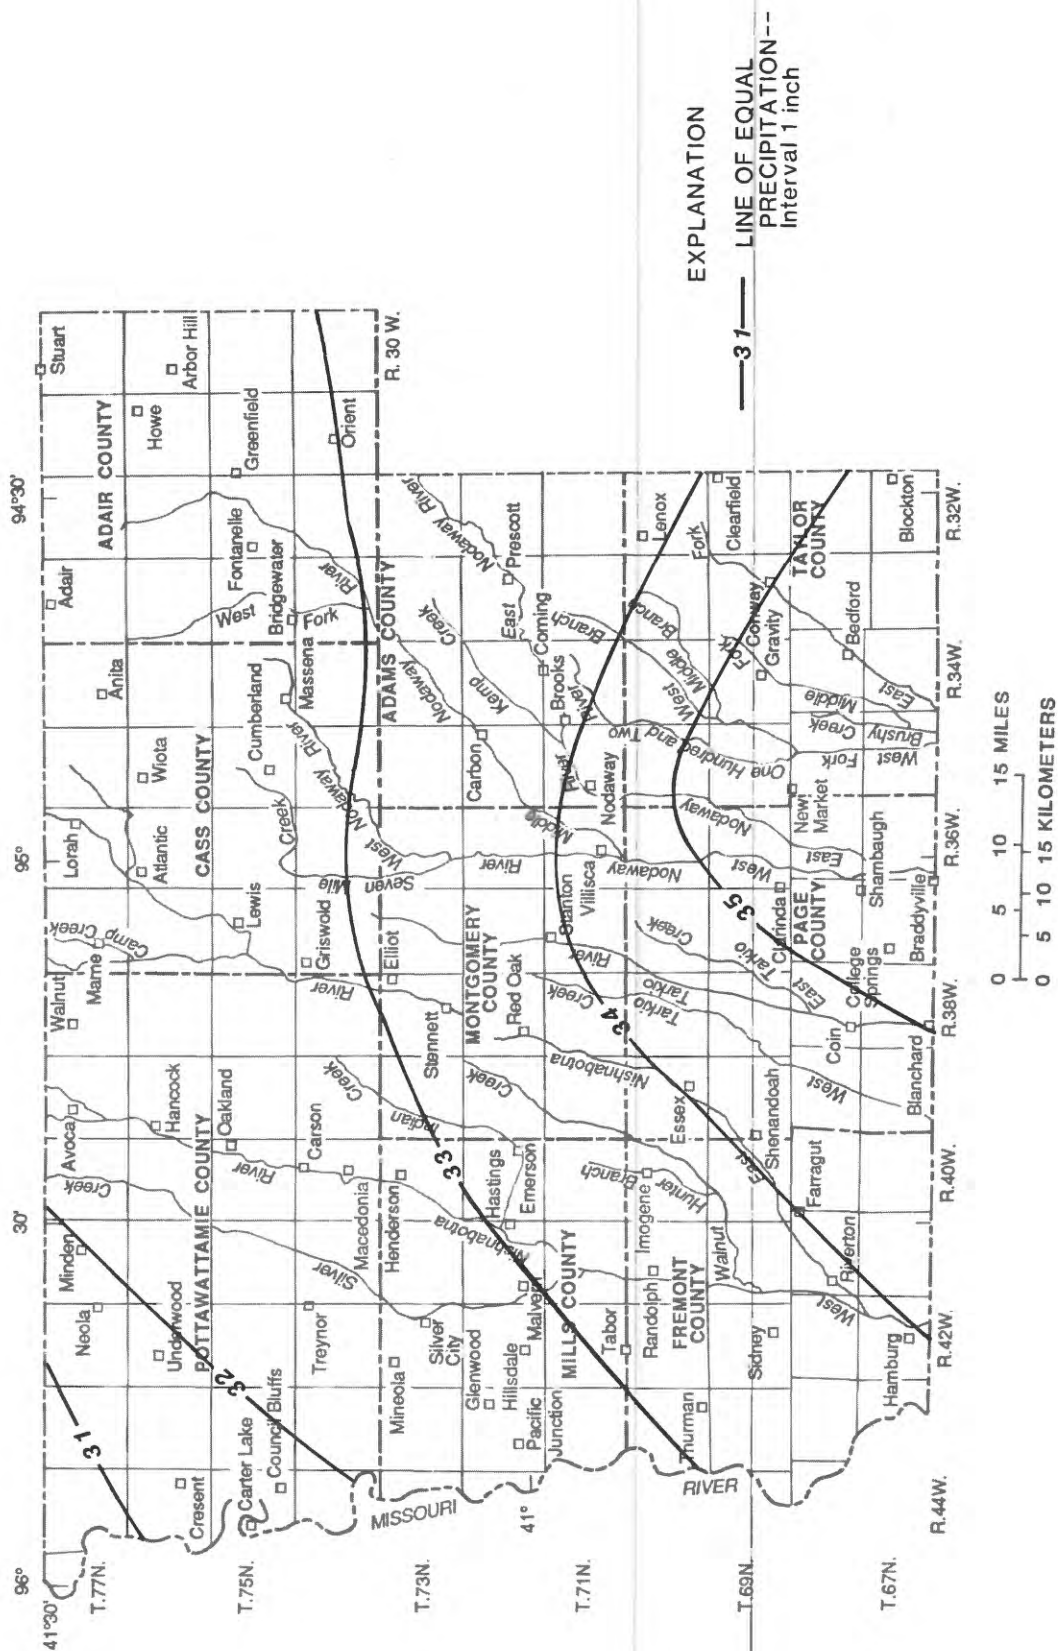 96°
30'
95°
94°30'
41°30'
T.77N.
T.75N.
T.73N.
T.71N.
T.69N.
T.67N.
41°
Stuart
Adair
ADAIR COUNTY
Howe
Arbor Hill
Greenfield
Fontanelle
Bridgewater
Orient
West
Fork
River
R. 30 W.
Walnut
Marne
Camp Creek
Lorah
Anita
Atlantic
Wiota
CASS COUNTY
Lewis
Cumberland
Massena
Griswold
Creek
Seven
Mile
West
Nodaway River
Avoca
Creek
Minden
Neola
Hancock
Underwood
Oakland
POTTAWATTAMIE COUNTY
River
Carson
Macedonia
Treynor
Silver
Cresent
Carter Lake
Council Bluffs
31
32
33
34
35
MISSOURI
RIVER
Mineola
Henderson
Silver
City
Glenwood
Hillsdale
Pacific
Junction
Malvern
Hastings
Emerson
Nishnabotna
MILLS COUNTY
Indian
Creek
River
Elliot
Stennett
MONTGOMERY
COUNTY
Red Oak
Stanton
Villisca
River
Nodaway
Middle
River
ADAMS COUNTY
Nodaway
Carbon
Kemp
Creek
Nodaway River
East
Prescott
Corning
Brooks
River
Nodaway
Tabor
Randolph
Imogene
Hunter
Branch
Walnut
Creek
Thurman
FREMONT
COUNTY
Sidney
Riverton
Farragut
Hamburg
West
East
Nishnabotna
Essex
Shenandoah
Creek
Tarkio
West
River
Tarkio
Creek
Tarkio
East
Clarinda
PAGE
COUNTY
Coin
College
Springs
Blanchard
Braddyville
Shambaugh
West
East
Nodaway
New
Market
One Hundred and Two
West
Branch
Middle
Branch
Fork
Lenox
Fork
Clearfield
Conway
Gravity
TAYLOR
COUNTY
Bedford
Blockton
East
Middle
Creek
Brushy
Fork
West
R.44W.
R.42W.
R.40W.
R.38W.
R.36W.
R.34W.
R.32W.
0 5 10 15 MILES
0 5 10 15 KILOMETERS
EXPLANATION
31 LINE OF EQUAL
PRECIPITATION--
Interval 1 inch